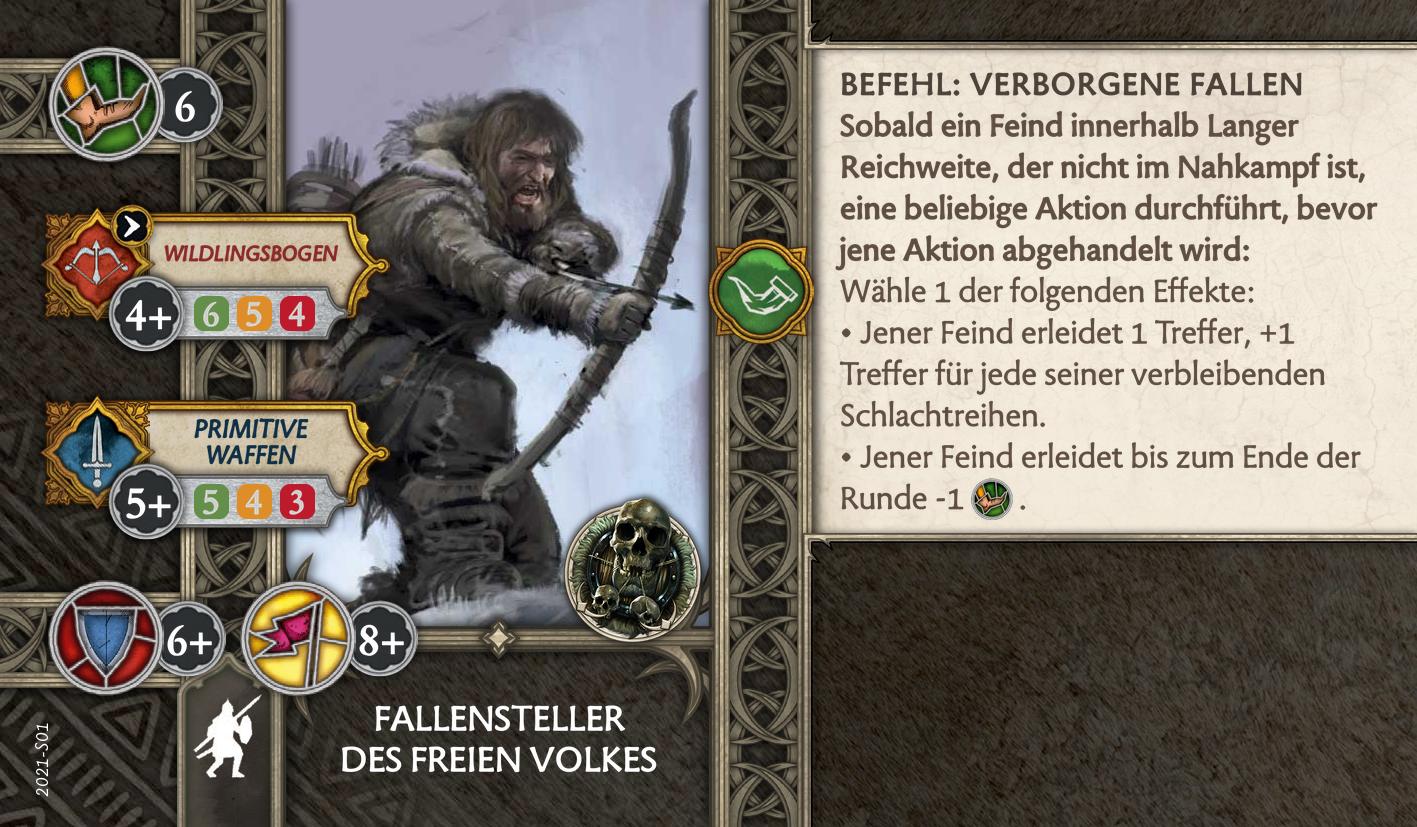 6
WILDLINGSBOGEN
4+ 6 5 4
PRIMITIVE
WAFFEN
5+ 5 4 3
6+ 8+
FALLENSTELLER
DES FREIEN VOLKES
2021-S01
BEFEHL: VERBORGENE FALLEN
Sobald ein Feind innerhalb Langer
Reichweite, der nicht im Nahkampf ist,
eine beliebige Aktion durchführt, bevor
jene Aktion abgehandelt wird:
Wähle 1 der folgenden Effekte:
• Jener Feind erleidet 1 Treffer, +1
Treffer für jede seiner verbleibenden
Schlachtreihen.
• Jener Feind erleidet bis zum Ende der
Runde -1 .